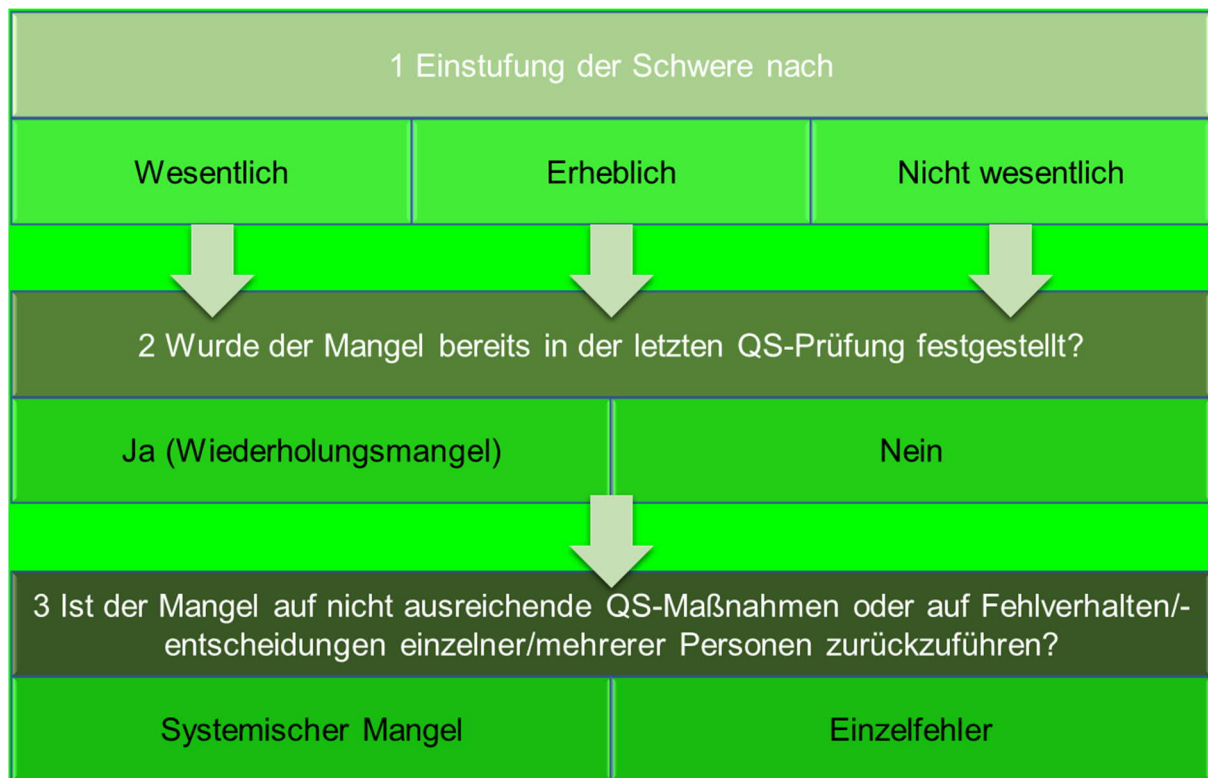 1 Einstufung der Schwere nach
Wesentlich
Erheblich
Nicht wesentlich
2 Wurde der Mangel bereits in der letzten QS-Prüfung festgestellt?
Ja (Wiederholungsmangel)
Nein
3 Ist der Mangel auf nicht ausreichende QS-Maßnahmen oder auf Fehlverhalten/-
entscheidungen einzelner/mehrerer Personen zurückzuführen?
Systemischer Mangel
Einzelfehler